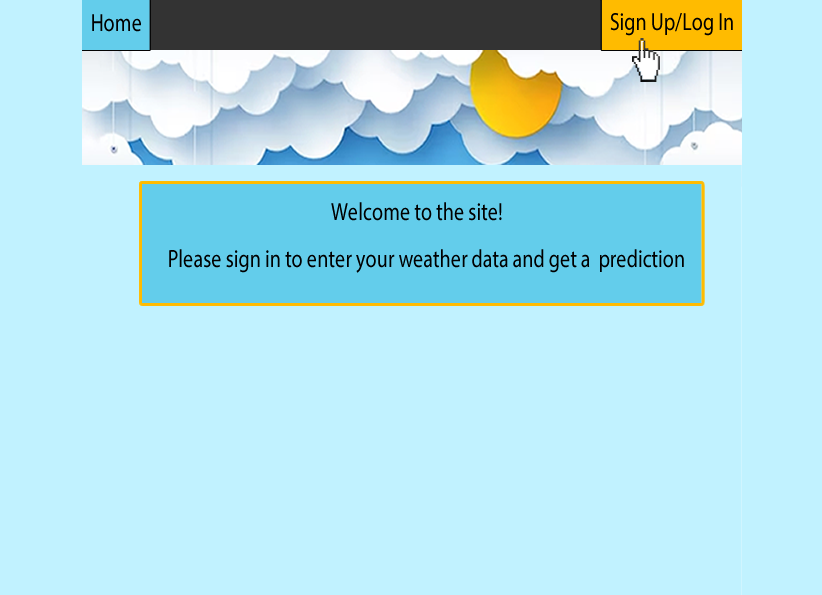 Home
Sign Up/Log In
Welcome to the site!
Please sign in to enter your weather data and get a  prediction